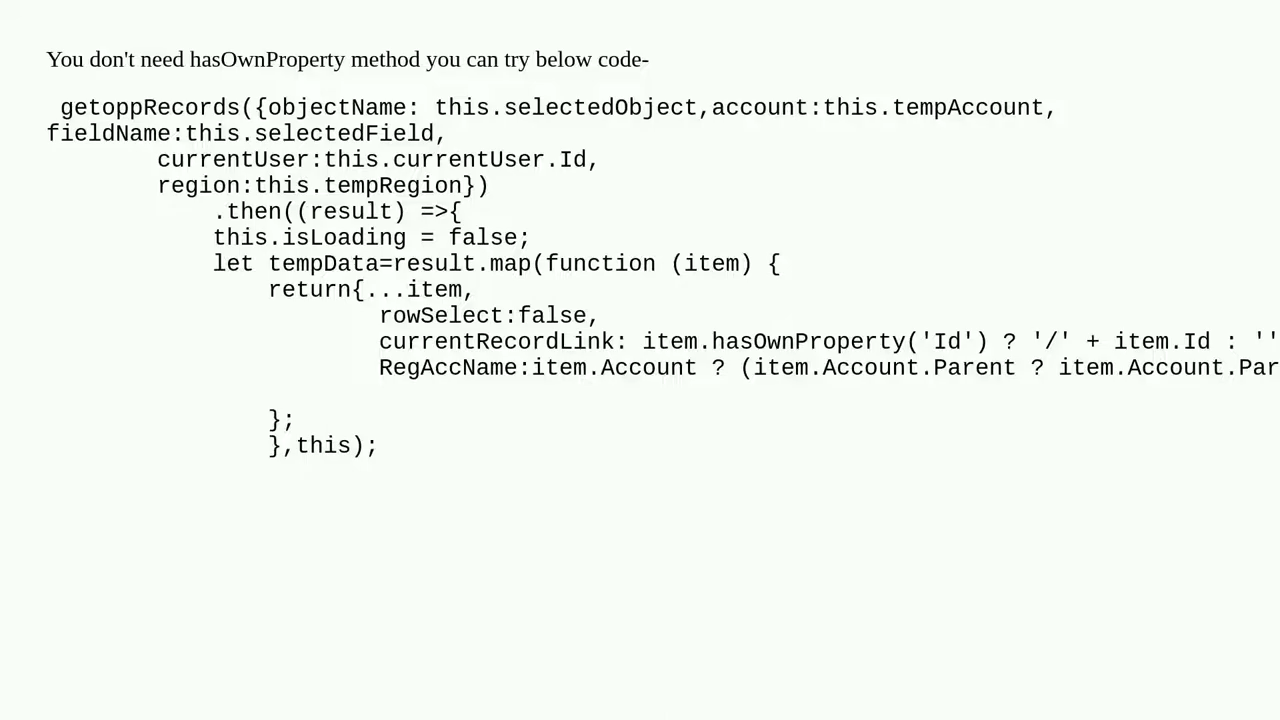 You don't need hasOwnProperty method you can try below code-
getoppRecords({objectName: this.selectedObject,account:this.tempAccount,
fieldName:this.selectedField,
currentUser:this.currentUser.Id,
region:this.tempRegion})
.then((result) =>{
this.isLoading = false;
let tempData=result.map(function (item) {
return{...item,
rowSelect:false,
currentRecordLink: item.hasOwnProperty('Id') ? '/' + item.Id : ''
RegAccName:item.Account ? (item.Account.Parent ? item.Account.Par
};
},this);